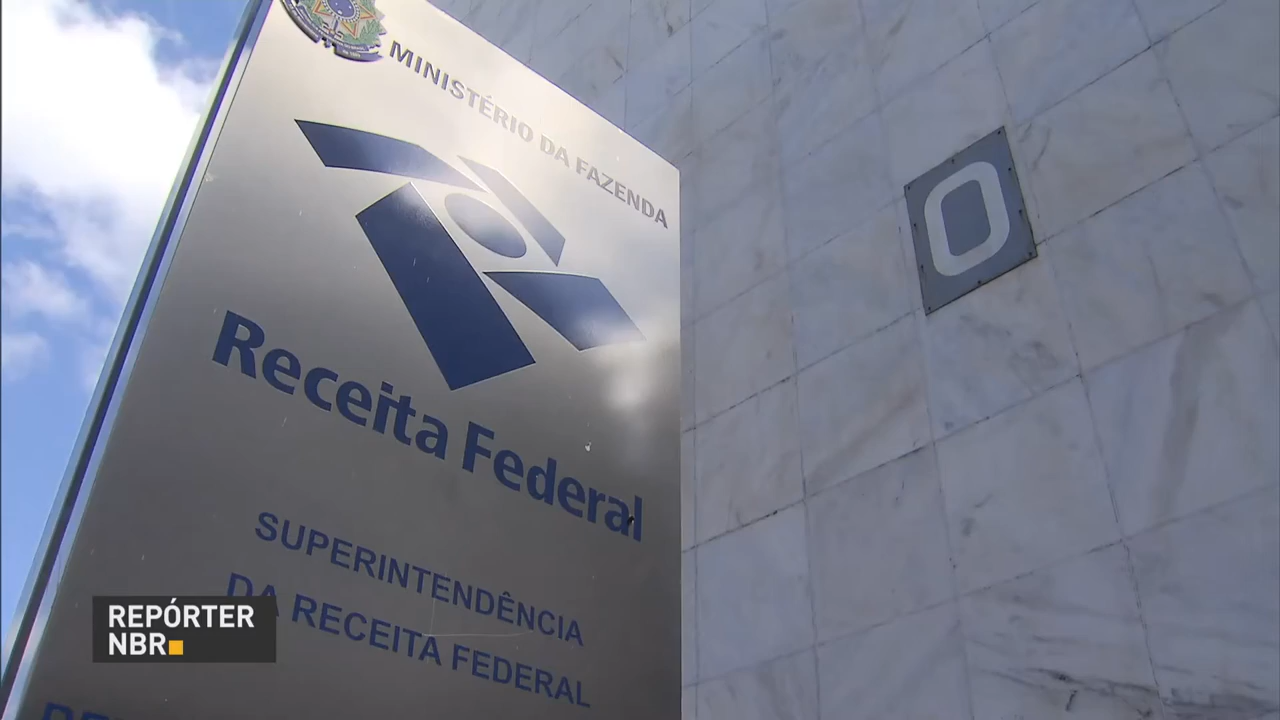 MINISTÉRIO DA FAZENDA
Receita Federal
SUPERINTENDÊNCIA
DA RECEITA FEDERAL
O
REPÓRTER
NBR